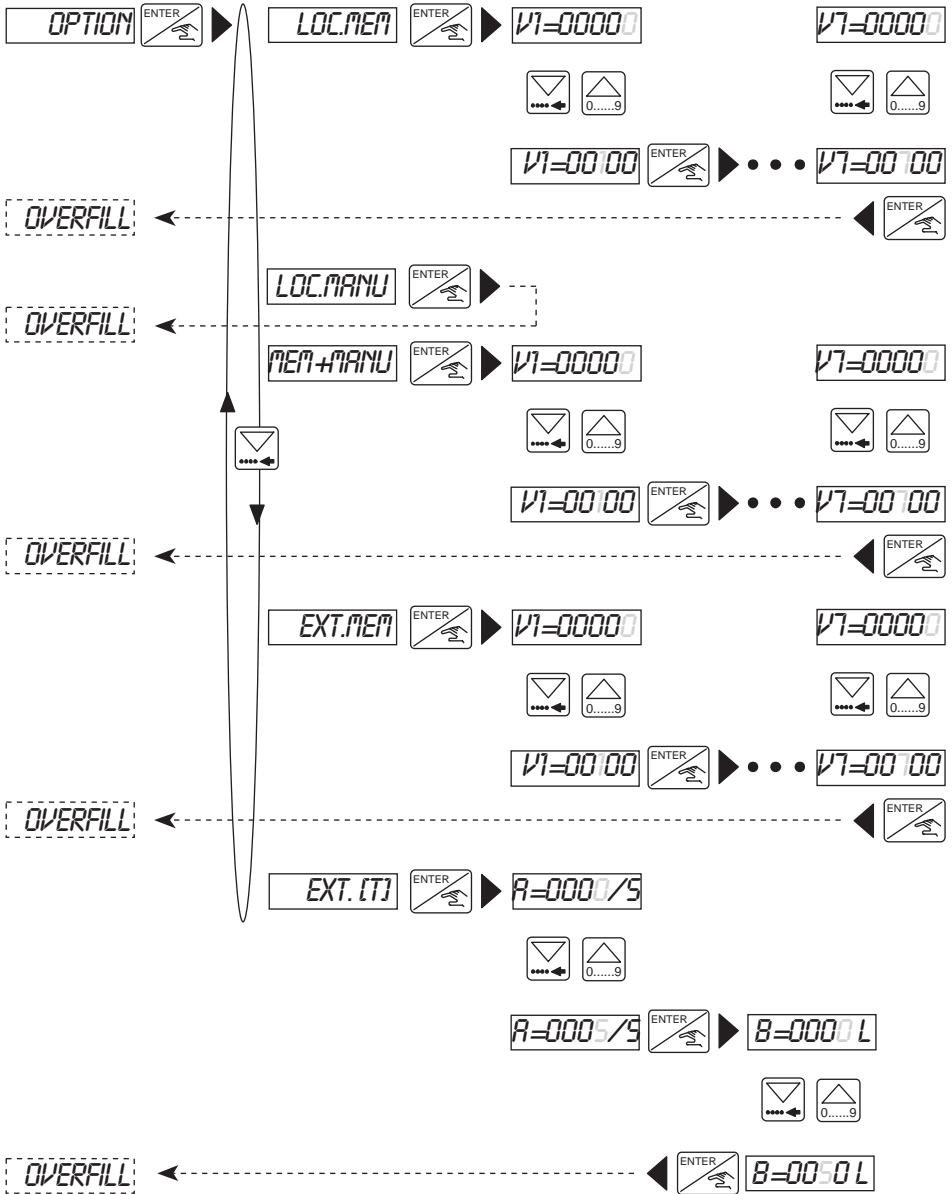 OPTION ENTER LOC.MEM ENTER V1=00000 V7=00000
0......9 0......9
V1=00100 ENTER V7=00700
OVERFILL ENTER
LOC.MANU ENTER
OVERFILL
MEM+MANU ENTER V1=00000 V7=00000
0......9 0......9
V1=00100 ENTER V7=00700
OVERFILL ENTER
EXT.MEM ENTER V1=00000 V7=00000
0......9 0......9
V1=00100 ENTER V7=00700
OVERFILL ENTER
EXT. [T] ENTER A=0000/S
0......9
A=0005/S ENTER B=0000 L
0......9
OVERFILL ENTER B=0050 L